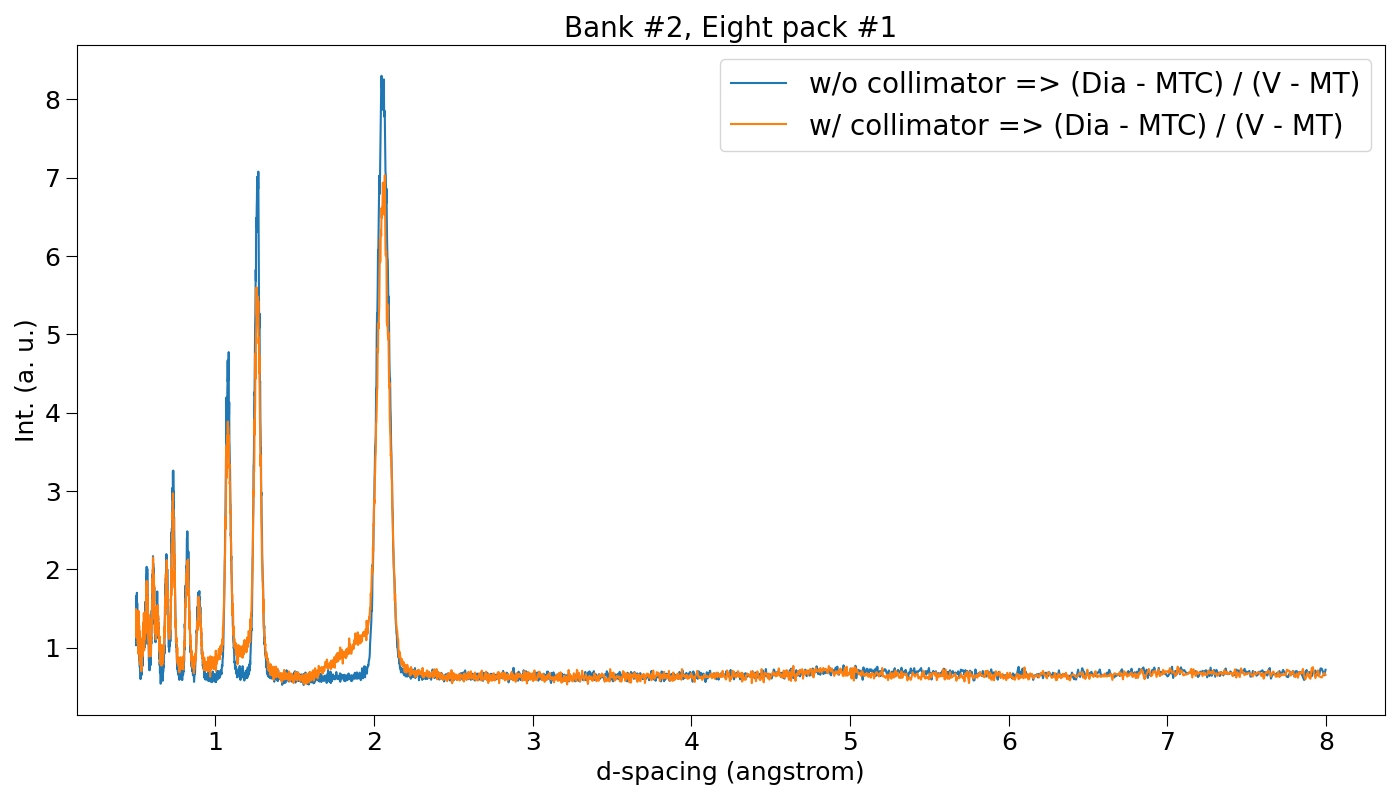 Bank #2, Eight pack #1
w/o collimator => (Dia - MTC) / (V - MT)
w/ collimator => (Dia - MTC) / (V - MT)
Int. (a. u.)
8
7
6
5
4
3
2
1
1 2 3 4 5 6 7 8
d-spacing (angstrom)